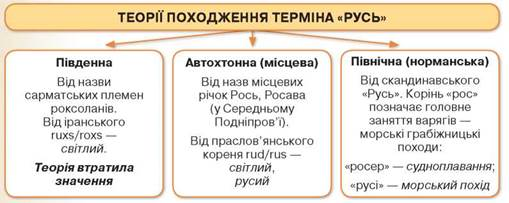 ТЕОРІЇ ПОХОДЖЕННЯ ТЕРМІНА «РУСЬ»
Південна
Від назви
сарматських племен
роксоланів.
Від іранського
ruxs/roxs —
світлий.
Теорія втратила
значення
Автохтонна (місцева)
Від назв місцевих
річок Рось, Росава
(у Середньому
Подніпров’ї).
Від праслов’янського
кореня rud/rus —
світлий,
русий
Північна (норманська)
Від скандинавського
«Русь». Корінь «рос»
позначає головне
заняття варягів —
морські грабіжницькі
походи:
«росер» — судноплавання;
«русі» — морський похід